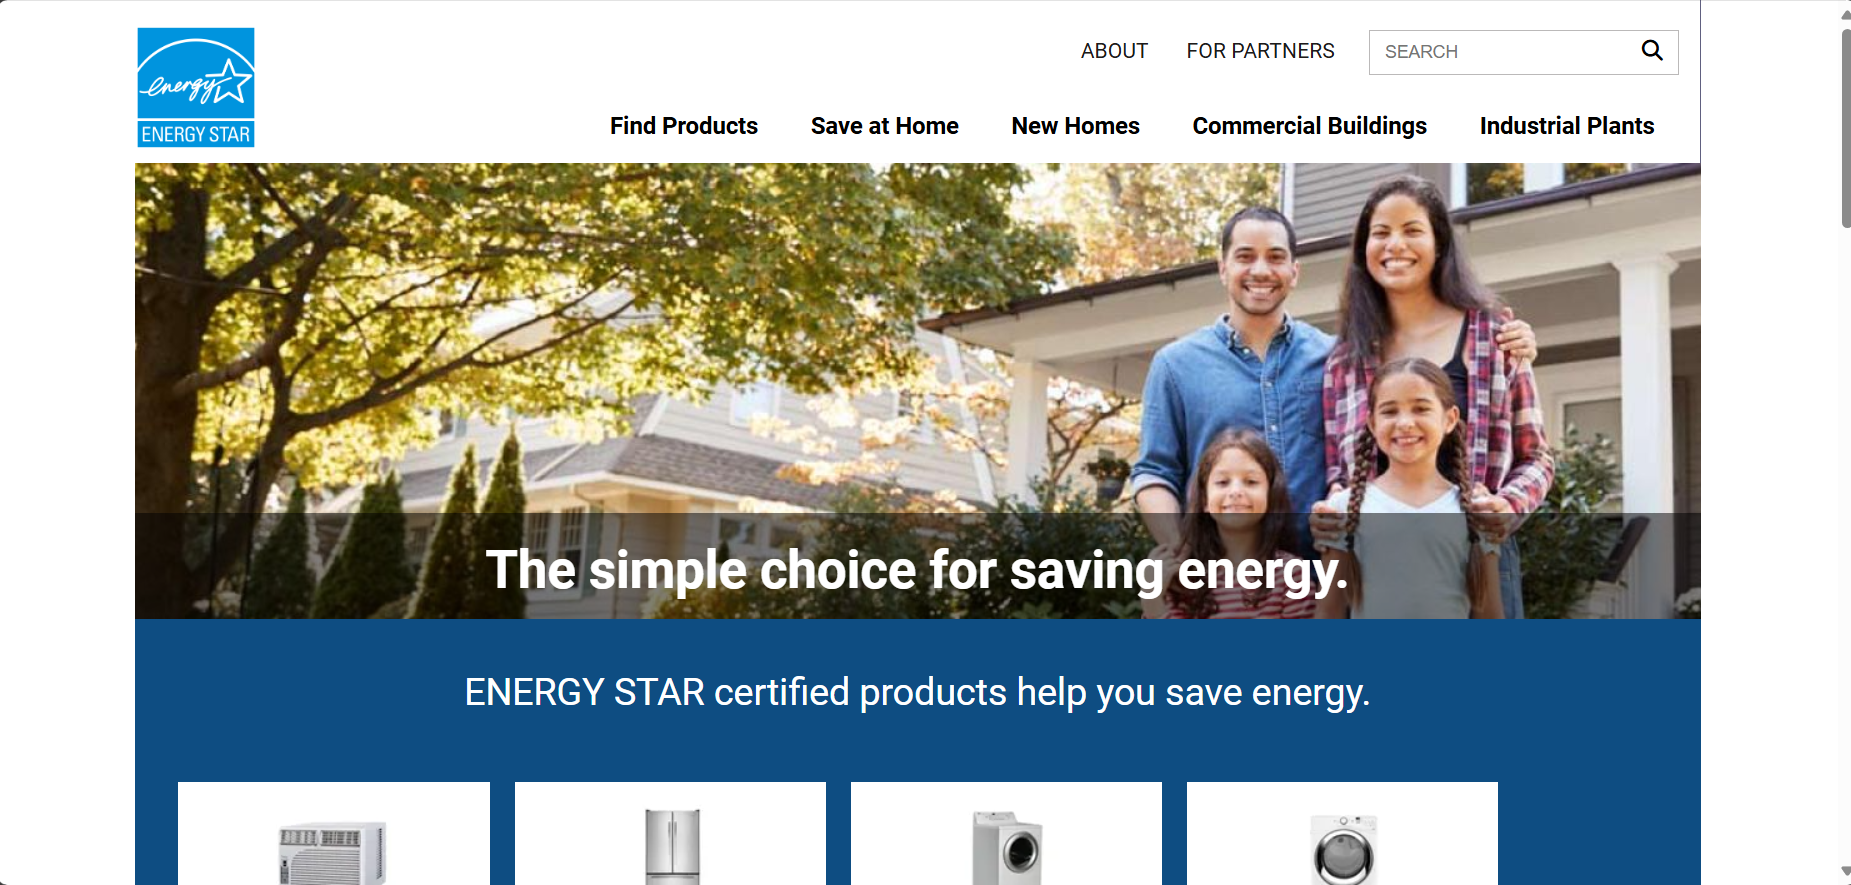 energy
ENERGY STAR
ABOUT
FOR PARTNERS
SEARCH
Find Products
Save at Home
New Homes
Commercial Buildings
Industrial Plants
The simple choice for saving energy.
ENERGY STAR certified products help you save energy.